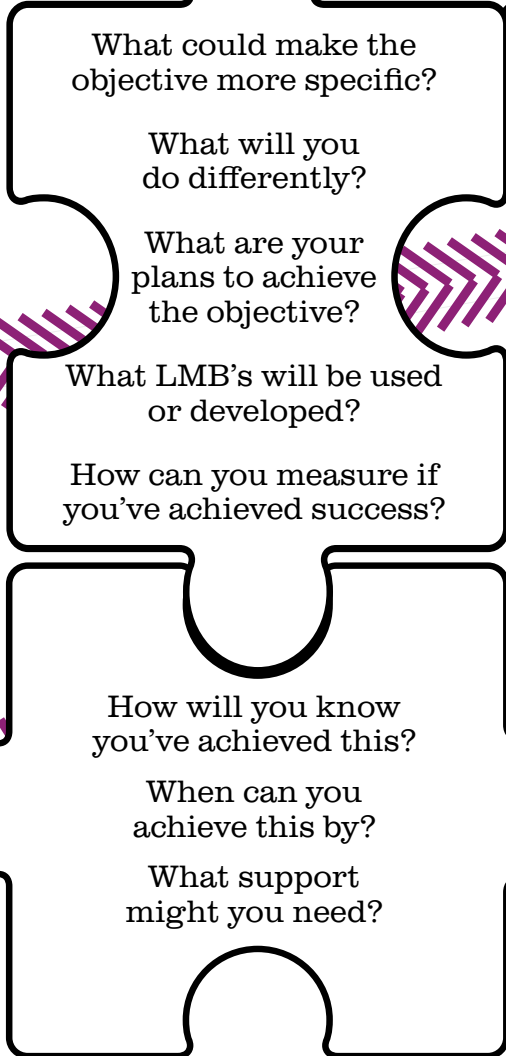 What could make the
objective more specific?
What will you
do differently?
What are your
plans to achieve
the objective?
What LMB’s will be used
or developed?
How can you measure if
you’ve achieved success?
How will you know
you’ve achieved this?
When can you
achieve this by?
What support
might you need?